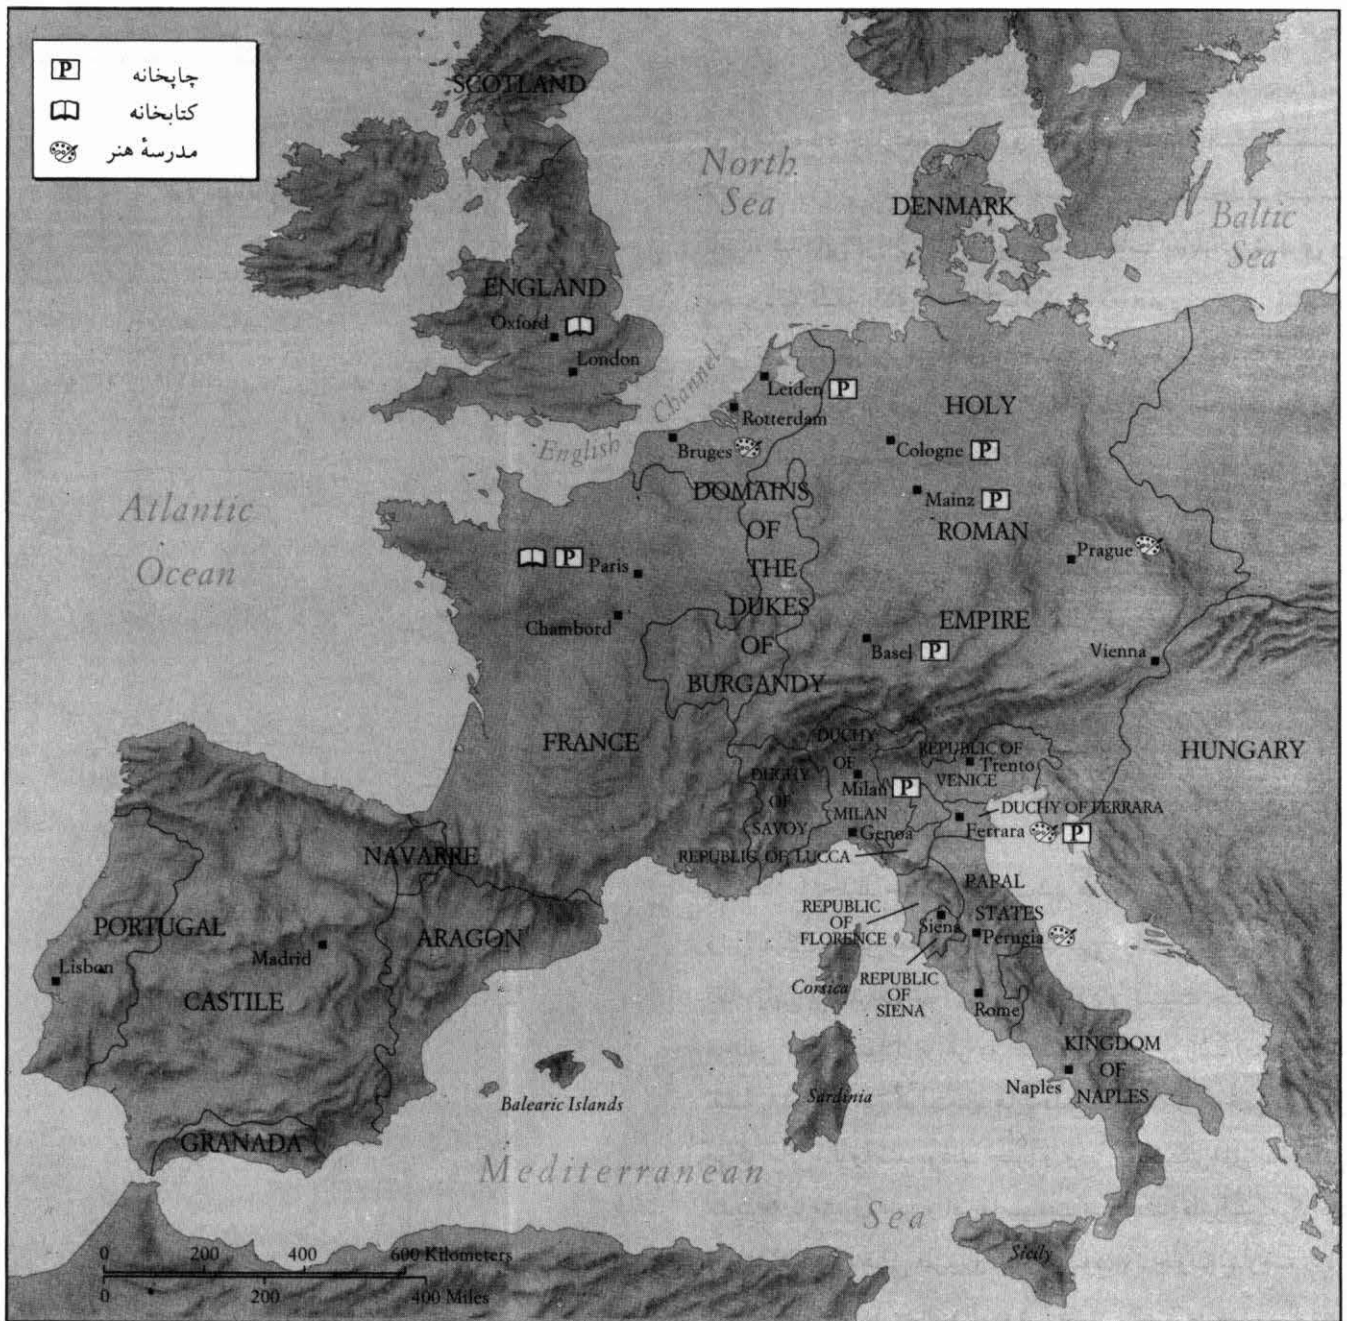 P چاپخانه
کتابخانه
مدرسهٔ هنر
SCOTLAND
North
Sea
DENMARK
Baltic
Sea
ENGLAND
Oxford
London
English Channel
Leiden P
Rotterdam
Bruges
HOLY
Cologne P
Mainz P
ROMAN
Prague
EMPIRE
Basel P
Vienna
DOMAINS
OF
THE
DUKES
OF
BURGANDY
Atlantic
Ocean
P Paris
Chambord
FRANCE
HUNGARY
DUCHY
OF
MILAN
Milan P
DUCHY
OF
SAVOY
REPUBLIC OF
VENICE
Trento
DUCHY OF FERRARA
Ferrara P
Genoa
REPUBLIC OF LUCCA
NAVARRE
PAPAL
STATES
REPUBLIC
OF
FLORENCE
Siena
Perugia
REPUBLIC
OF
SIENA
Corsica
Rome
PORTUGAL
Lisbon
Madrid
CASTILE
ARAGON
GRANADA
KINGDOM
OF
NAPLES
Naples
Balearic Islands
Sardinia
Mediterranean
Sea
Sicily
0 200 400 600 Kilometers
0 200 400 Miles